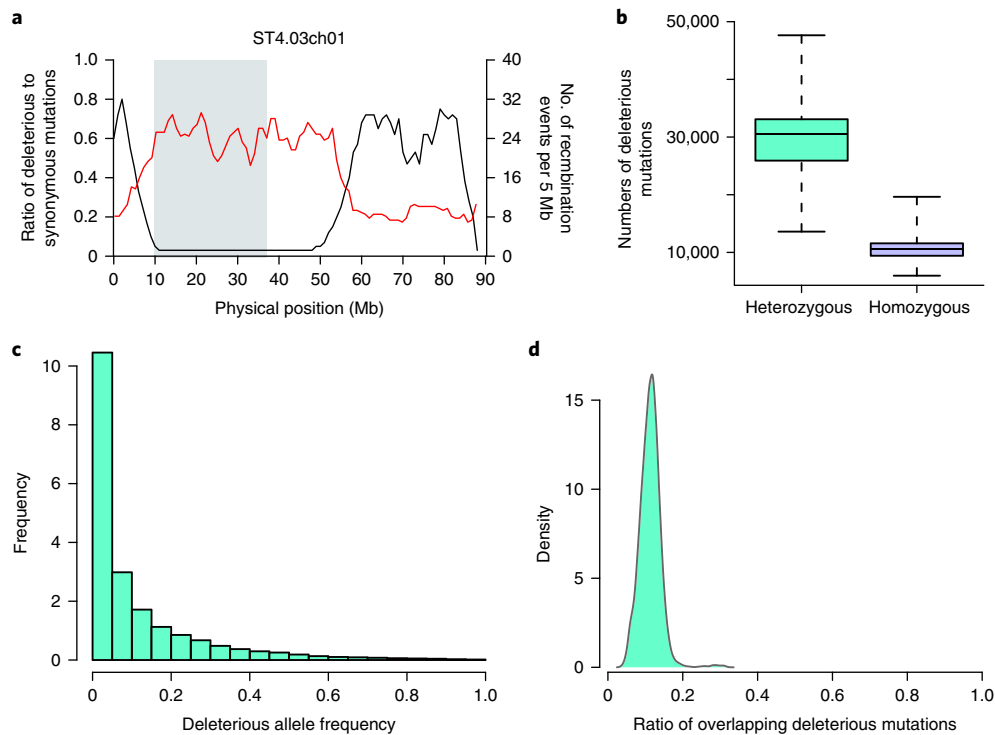 a
ST4.03ch01
Ratio of deleterious to
synonymous mutations
1.0
0.8
0.6
0.4
0.2
0
40
32
24
16
8
0
No. of recmbination
events per 5 Mb
0 10 20 30 40 50 60 70 80 90
Physical position (Mb)
b
Numbers of deleterious
mutations
50,000
30,000
10,000
Heterozygous Homozygous
c
Frequency
10
8
6
4
2
0
0 0.2 0.4 0.6 0.8 1.0
Deleterious allele frequency
d
Density
15
10
5
0
0 0.2 0.4 0.6 0.8 1.0
Ratio of overlapping deleterious mutations